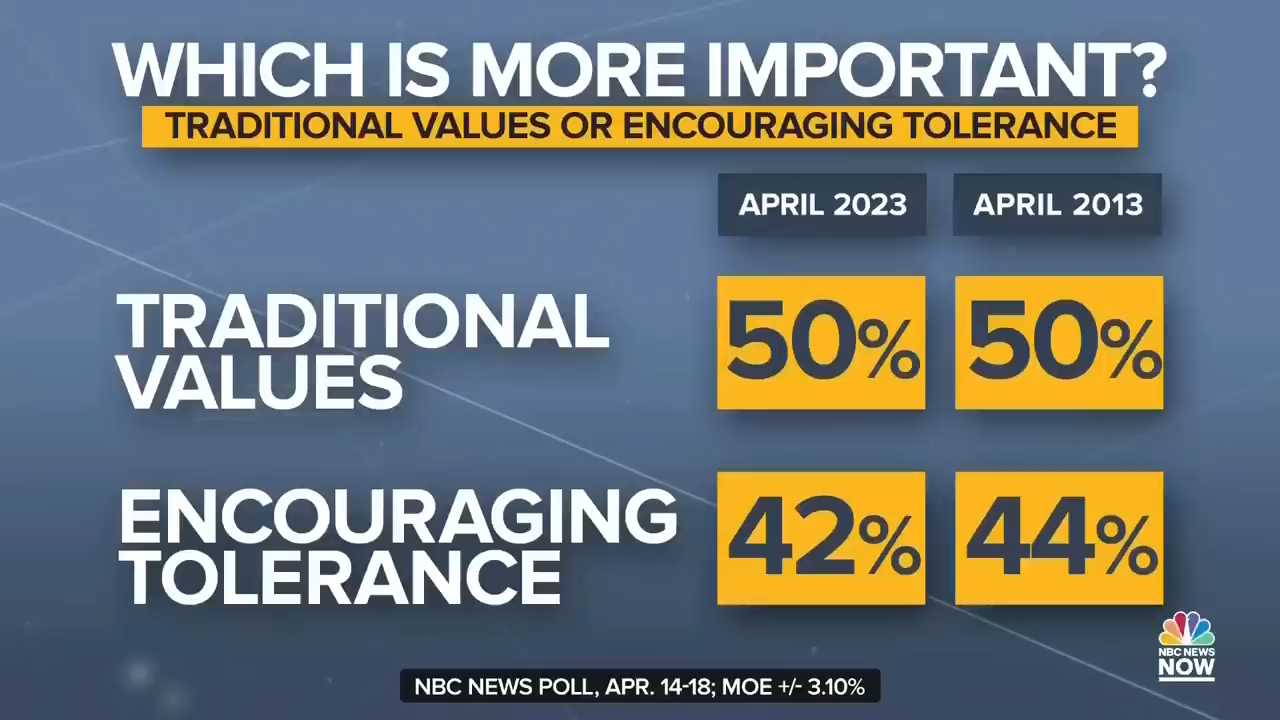 WHICH IS MORE IMPORTANT?
TRADITIONAL VALUES OR ENCOURAGING TOLERANCE
APRIL 2023 APRIL 2013
TRADITIONAL
VALUES
50% 50%
ENCOURAGING
TOLERANCE
42% 44%
NBC NEWS
NOW
NBC NEWS POLL, APR. 14-18; MOE +/- 3.10%